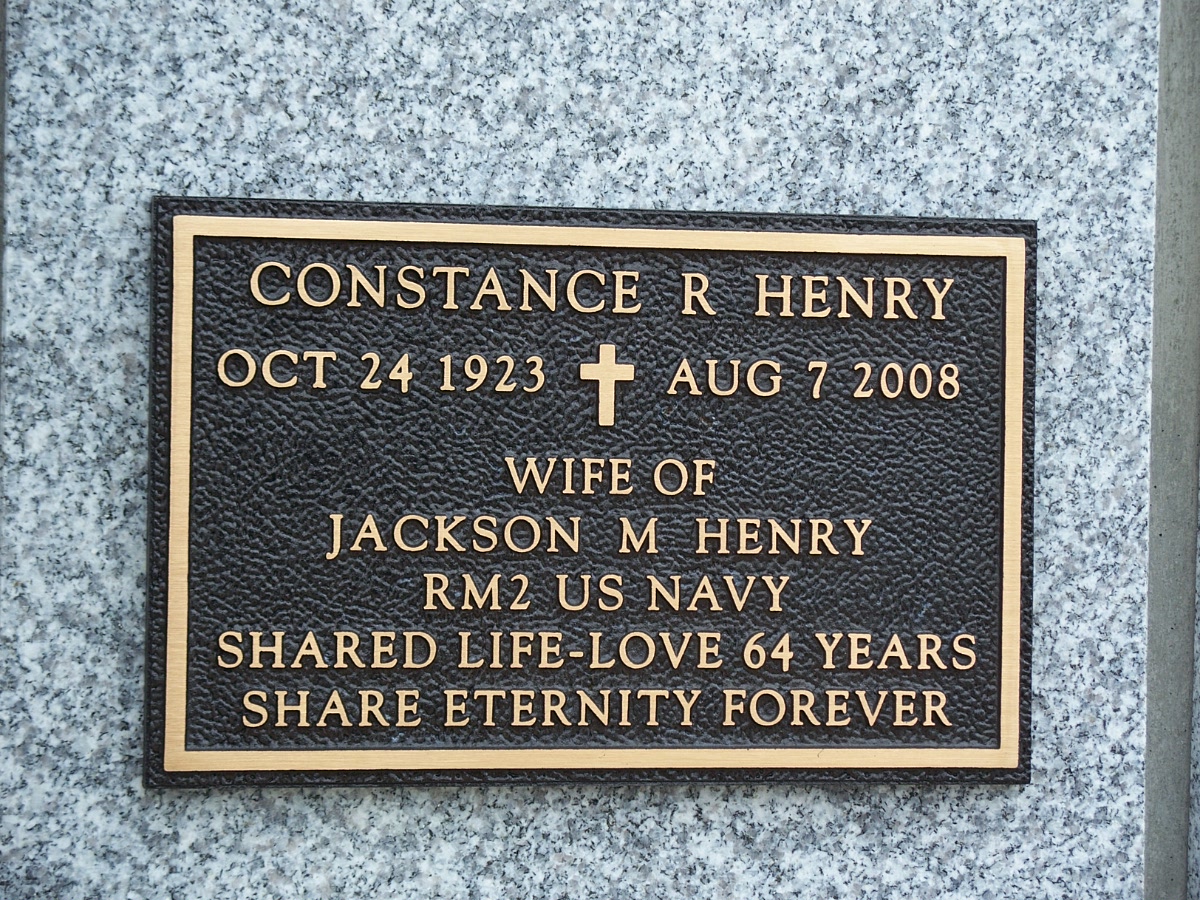 CONSTANCE R HENRY
OCT 24 1923 AUG 7 2008
WIFE OF
JACKSON M HENRY
RM2 US NAVY
SHARED LIFE-LOVE 64 YEARS
SHARE ETERNITY FOREVER